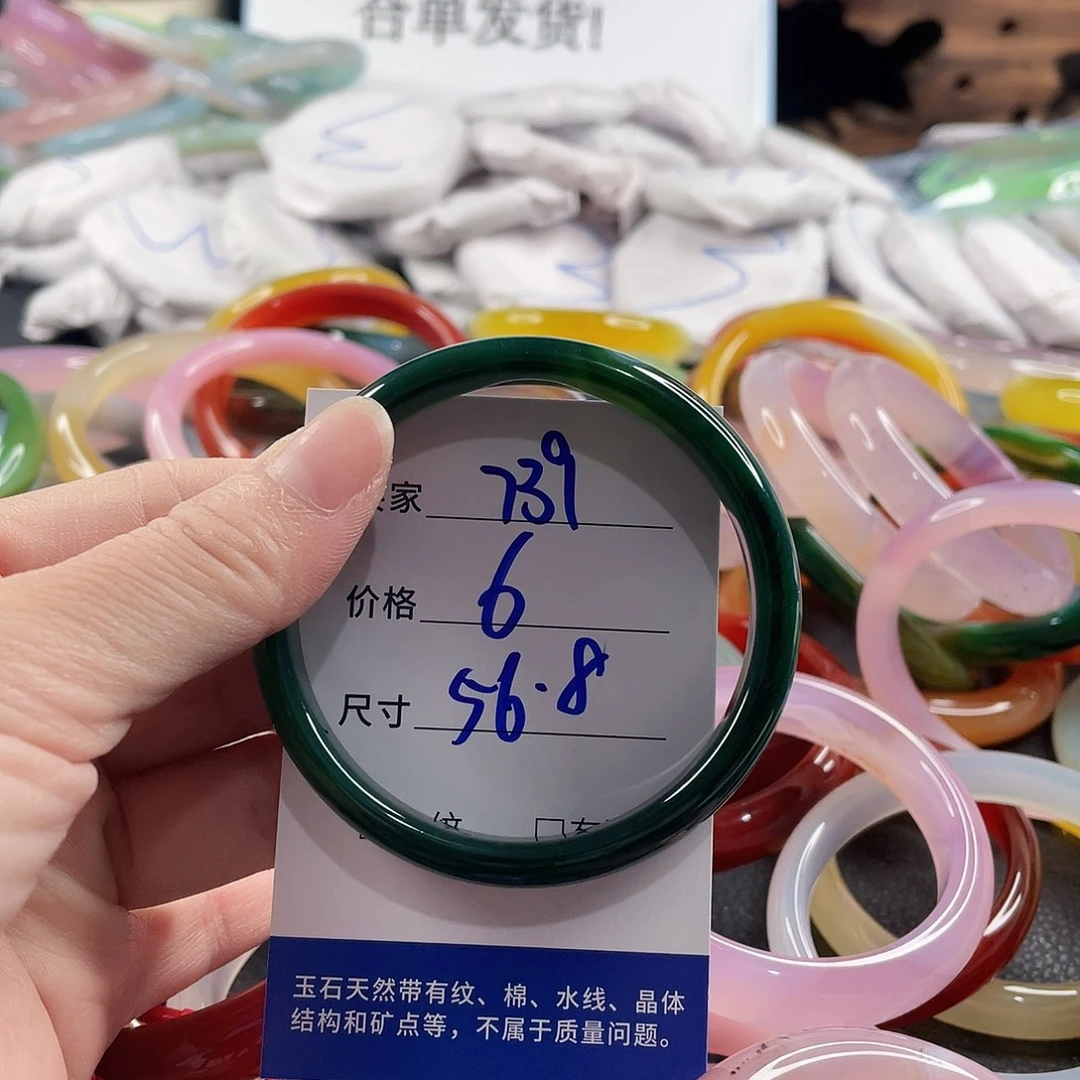 合单发货!
家 739
价格 6
尺寸 56.8
玉石天然带有纹、棉、水线、晶体
结构和矿点等，不属于质量问题。